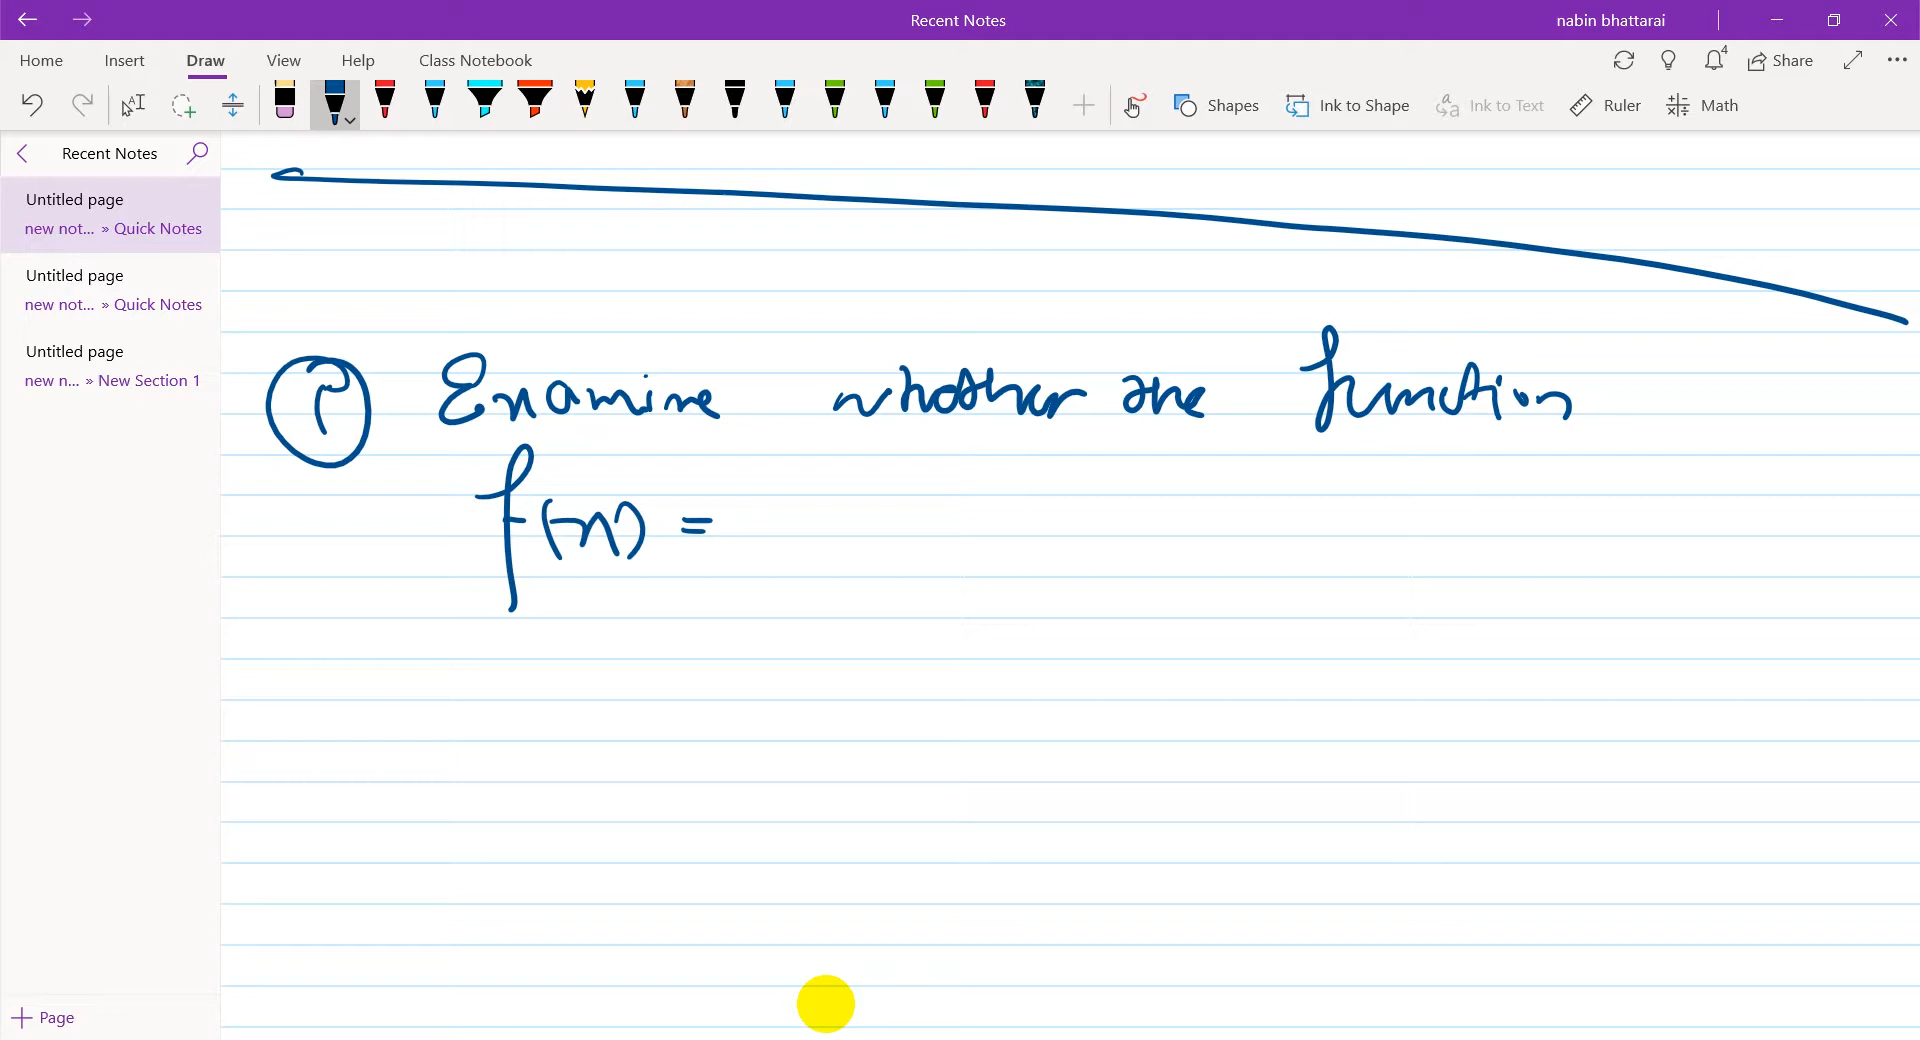 Recent Notes
nabin bhattarai
Home Insert Draw View Help Class Notebook
4 Share
Shapes Ink to Shape Ink to Text Ruler Math
Recent Notes
Untitled page
new not... » Quick Notes
Untitled page
new not... » Quick Notes
Untitled page
new n... » New Section 1
Examine whether the function
f(x) =
Page